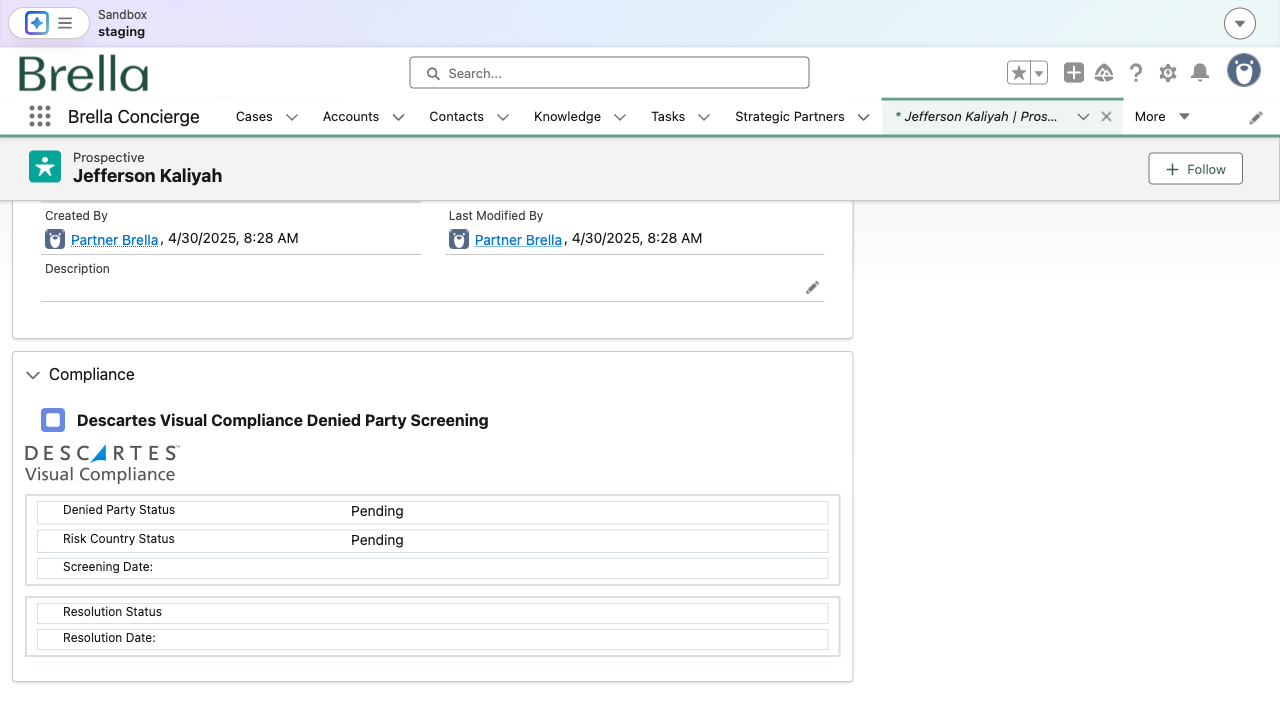 Sandbox
staging
Brella
Search...
Brella Concierge
Cases
Accounts
Contacts
Knowledge
Tasks
Strategic Partners
* Jefferson Kaliyah | Pros...
More
Prospective
Jefferson Kaliyah
Follow
Created By
Partner Brella, 4/30/2025, 8:28 AM
Last Modified By
Partner Brella, 4/30/2025, 8:28 AM
Description
Compliance
Descartes Visual Compliance Denied Party Screening
DESCARTES™
Visual Compliance
Denied Party Status Pending
Risk Country Status Pending
Screening Date:
Resolution Status
Resolution Date: